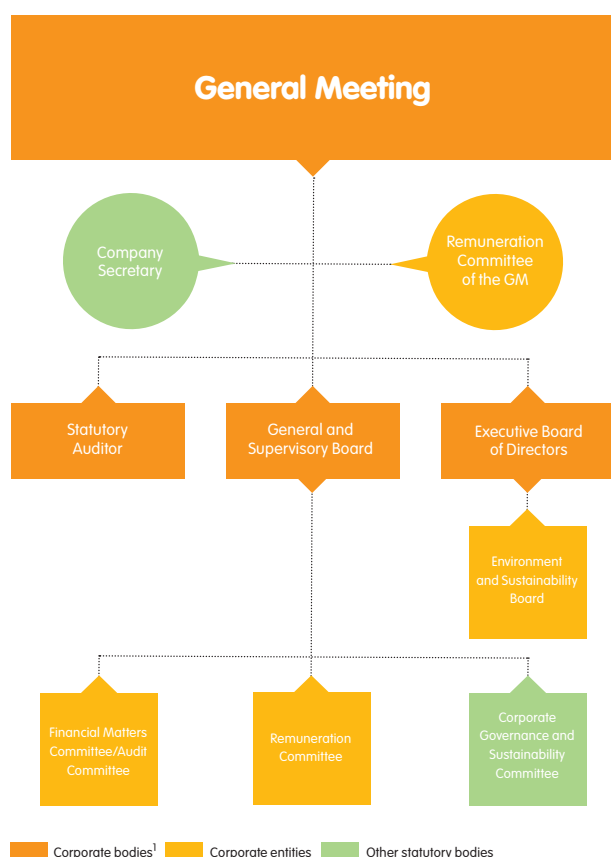 General Meeting
Company
Secretary
Remuneration
Committee
of the GM
Statutory
Auditor
General and
Supervisory Board
Executive Board
of Directors
Environment
and Sustainability
Board
Financial Matters
Committee/Audit
Committee
Remuneration
Committee
Corporate
Governance and
Sustainability
Committee
Corporate bodies¹ Corporate entities Other statutory bodies